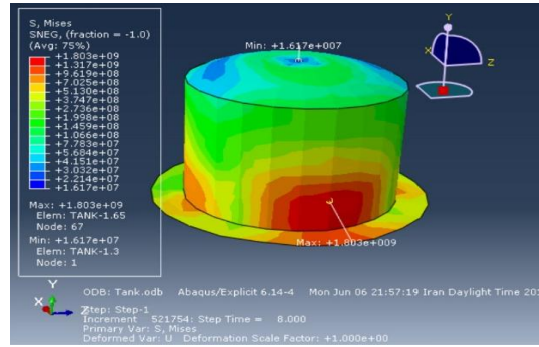 S, Mises
SNEG, (fraction = -1.0)
(Avg: 75%)
+1.803e+09
+1.317e+09
+9.619e+08
+7.025e+08
+5.130e+08
+3.747e+08
+2.736e+08
+1.998e+08
+1.459e+08
+1.066e+08
+7.783e+07
+5.684e+07
+4.151e+07
+3.032e+07
+2.214e+07
+1.617e+07
Max: +1.803e+09
Elem: TANK-1.65
Node: 67
Min: +1.617e+07
Elem: TANK-1.3
Node: 1
Min: +1.617e+007
Max: +1.803e+009
Y
X
Z
Y
X
Z
ODB: Tank.odb Abaqus/Explicit 6.14-4 Mon Jun 06 21:57:19 Iran Daylight Time 20
Step: Step-1
Increment 521754: Step Time = 8.000
Primary Var: S, Mises
Deformed Var: U Deformation Scale Factor: +1.000e+00